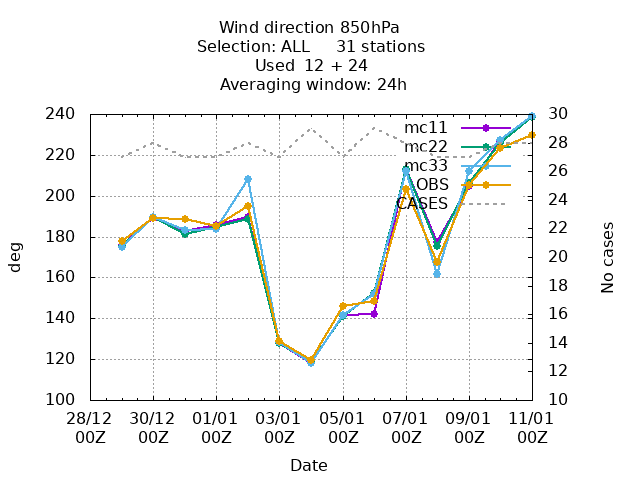 Wind direction 850hPa
Selection: ALL 31 stations
Used 12 + 24
Averaging window: 24h
240 30
mc11
mc22 28
220
mc33 26
OBS
200 CASES 24
22
180
20
160 18
16
140
14
120
12
100 10
deg
No cases
28/12 30/12 01/01 03/01 05/01 07/01 09/01 11/01
00Z 00Z 00Z 00Z 00Z 00Z 00Z 00Z
Date